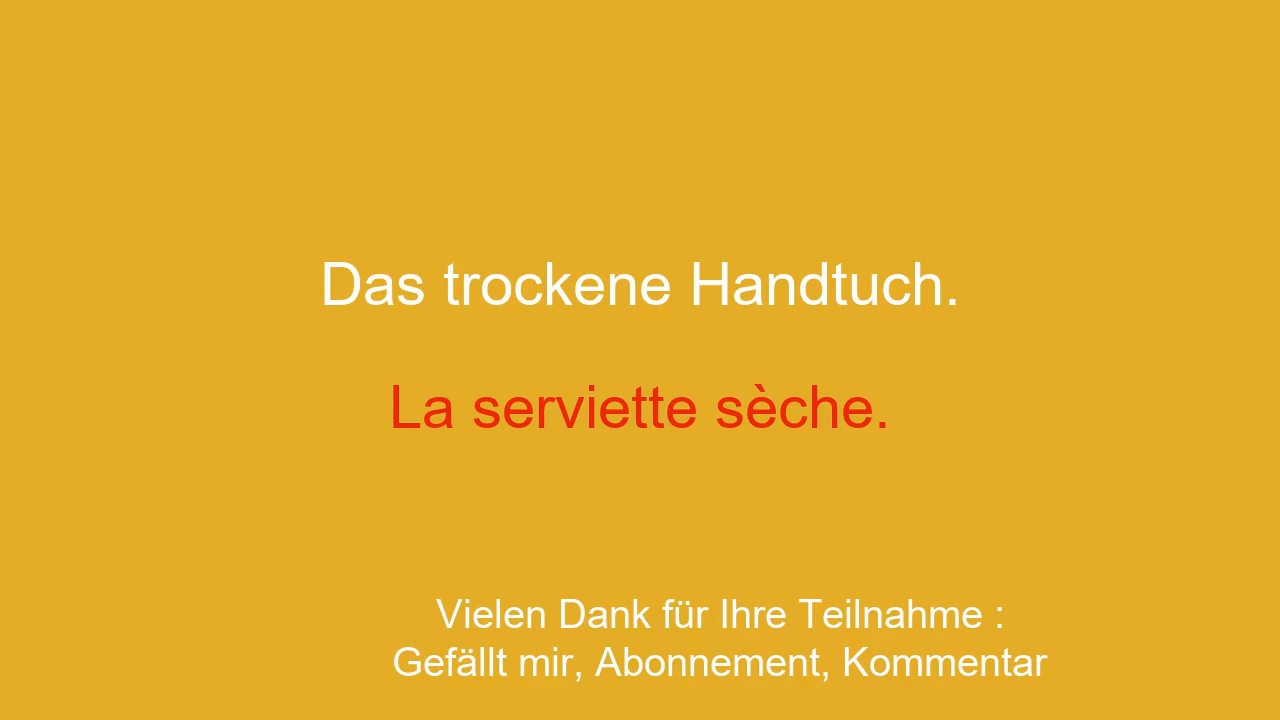 Das trockene Handtuch.
La serviette sèche.
Vielen Dank für Ihre Teilnahme :
Gefällt mir, Abonnement, Kommentar